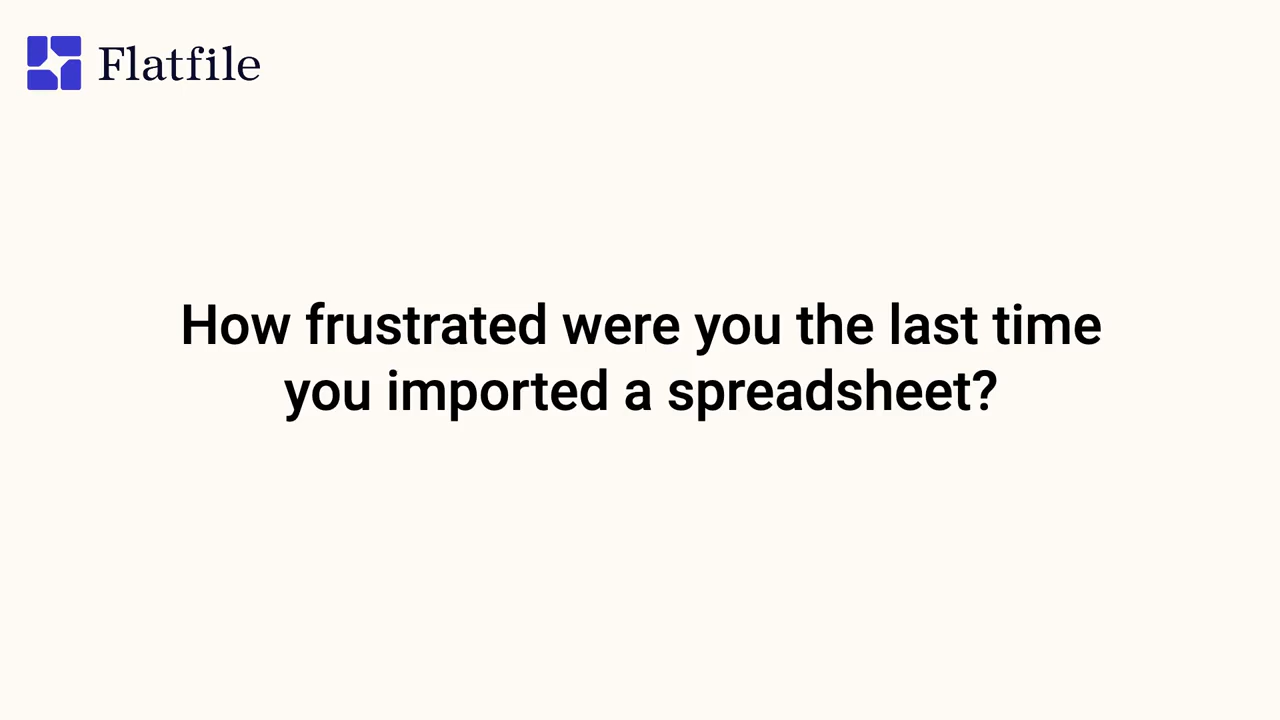 Flatfile
How frustrated were you the last time
you imported a spreadsheet?